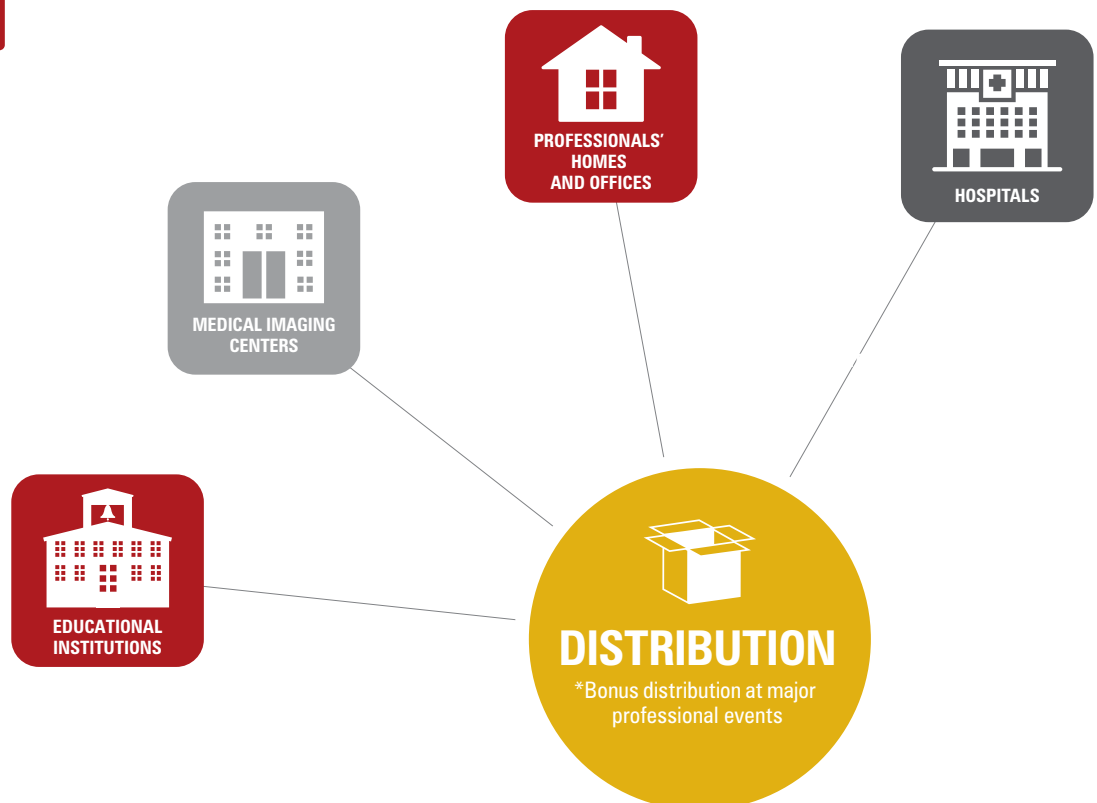 PROFESSIONALS’
HOMES
AND OFFICES
HOSPITALS
MEDICAL IMAGING
CENTERS
EDUCATIONAL
INSTITUTIONS
DISTRIBUTION
*Bonus distribution at major
professional events